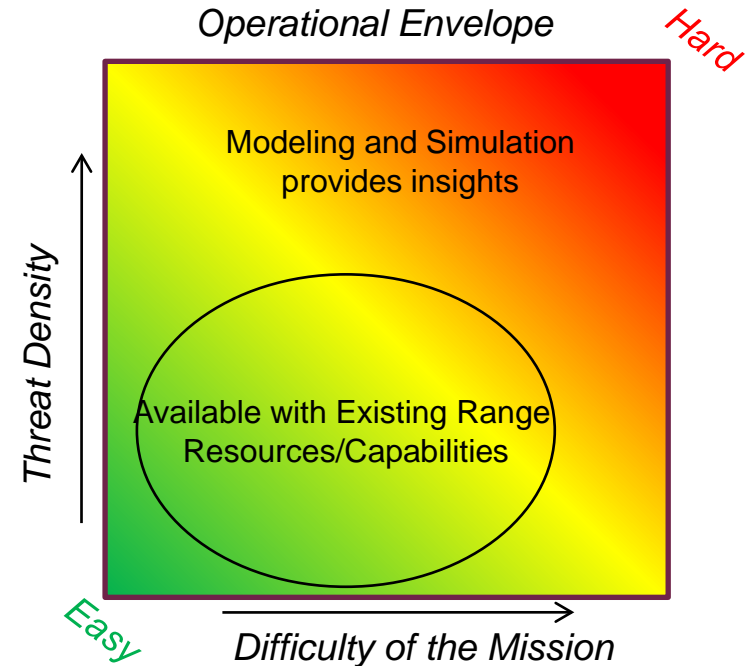 Operational Envelope
Hard
Modeling and Simulation
provides insights
Threat Density
Available with Existing Range
Resources/Capabilities
Easy
Difficulty of the Mission